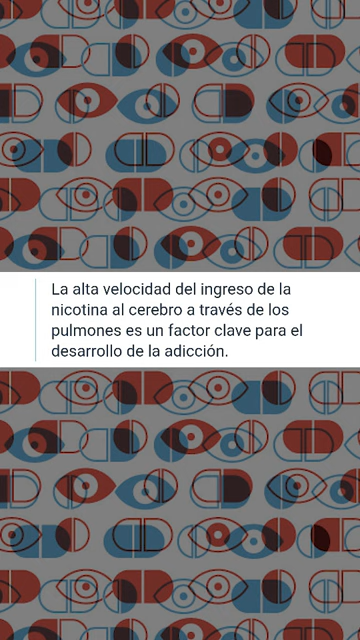 La alta velocidad del ingreso de la
nicotina al cerebro a través de los
pulmones es un factor clave para el
desarrollo de la adicción.